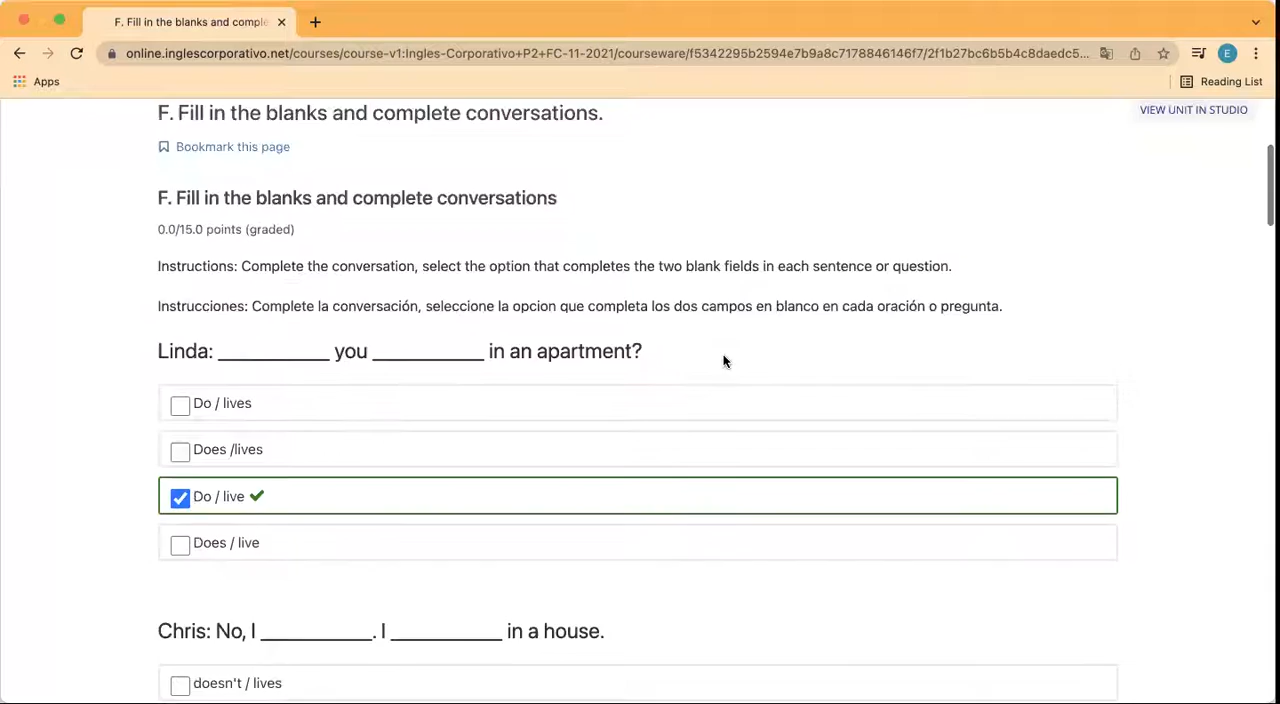 F. Fill in the blanks and comple
online.inglescorporativo.net/courses/course-v1:Ingles-Corporativo+P2+FC-11-2021/courseware/f5342295b2594e7b9a8c7178846146f7/2f1b27bc6b5b4c8daedc5...
E
Apps
Reading List
F. Fill in the blanks and complete conversations.
VIEW UNIT IN STUDIO
Bookmark this page
F. Fill in the blanks and complete conversations
0.0/15.0 points (graded)
Instructions: Complete the conversation, select the option that completes the two blank fields in each sentence or question.
Instrucciones: Complete la conversación, seleccione la opcion que completa los dos campos en blanco en cada oración o pregunta.
Linda: ___________ you ___________ in an apartment?
Do / lives
Does /lives
Do / live
Does / live
Chris: No, I ___________. I ___________ in a house.
doesn't / lives